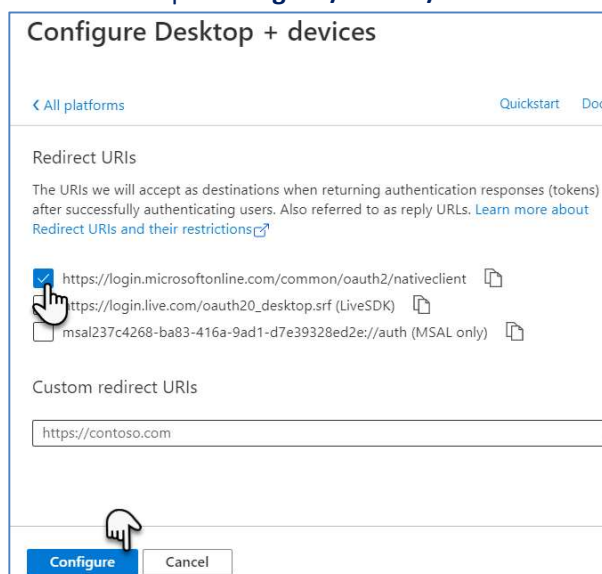 Configure Desktop + devices
All platforms
Quickstart
Redirect URIs
The URIs we will accept as destinations when returning authentication responses (tokens)
after successfully authenticating users. Also referred to as reply URLs. Learn more about
Redirect URIs and their restrictions
https://login.microsoftonline.com/common/oauth2/nativeclient
https://login.live.com/oauth20_desktop.srf (LiveSDK)
msal237c4268-ba83-416a-9ad1-d7e39328ed2e://auth (MSAL only)
Custom redirect URIs
https://contoso.com
Configure Cancel